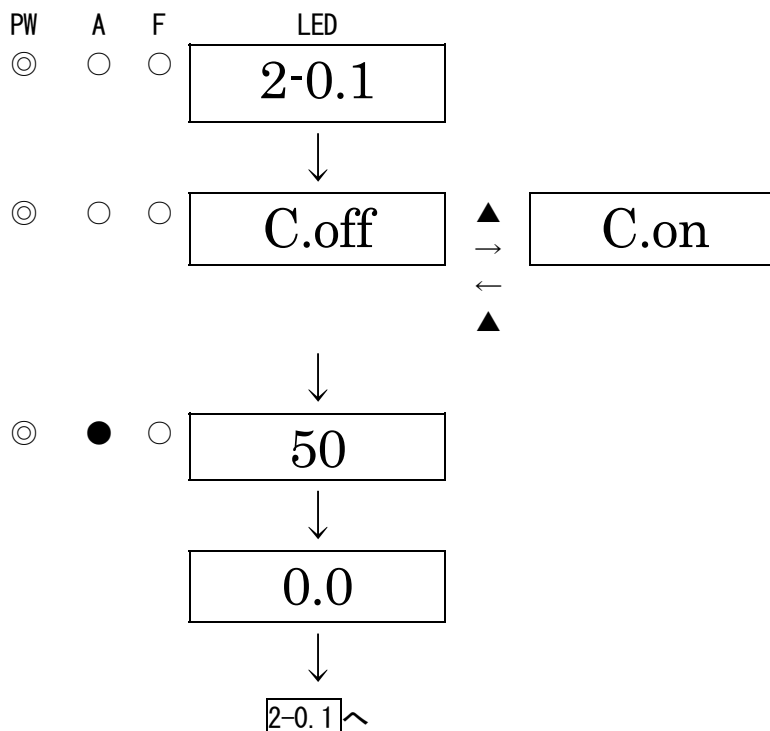 PW A F LED
◎ ○ ○ 2-0.1
↓
◎ ○ ○ C.off ▲ C.on
→
←
▲
↓
◎ ● ○ 50
↓
0.0
↓
2-0.1へ